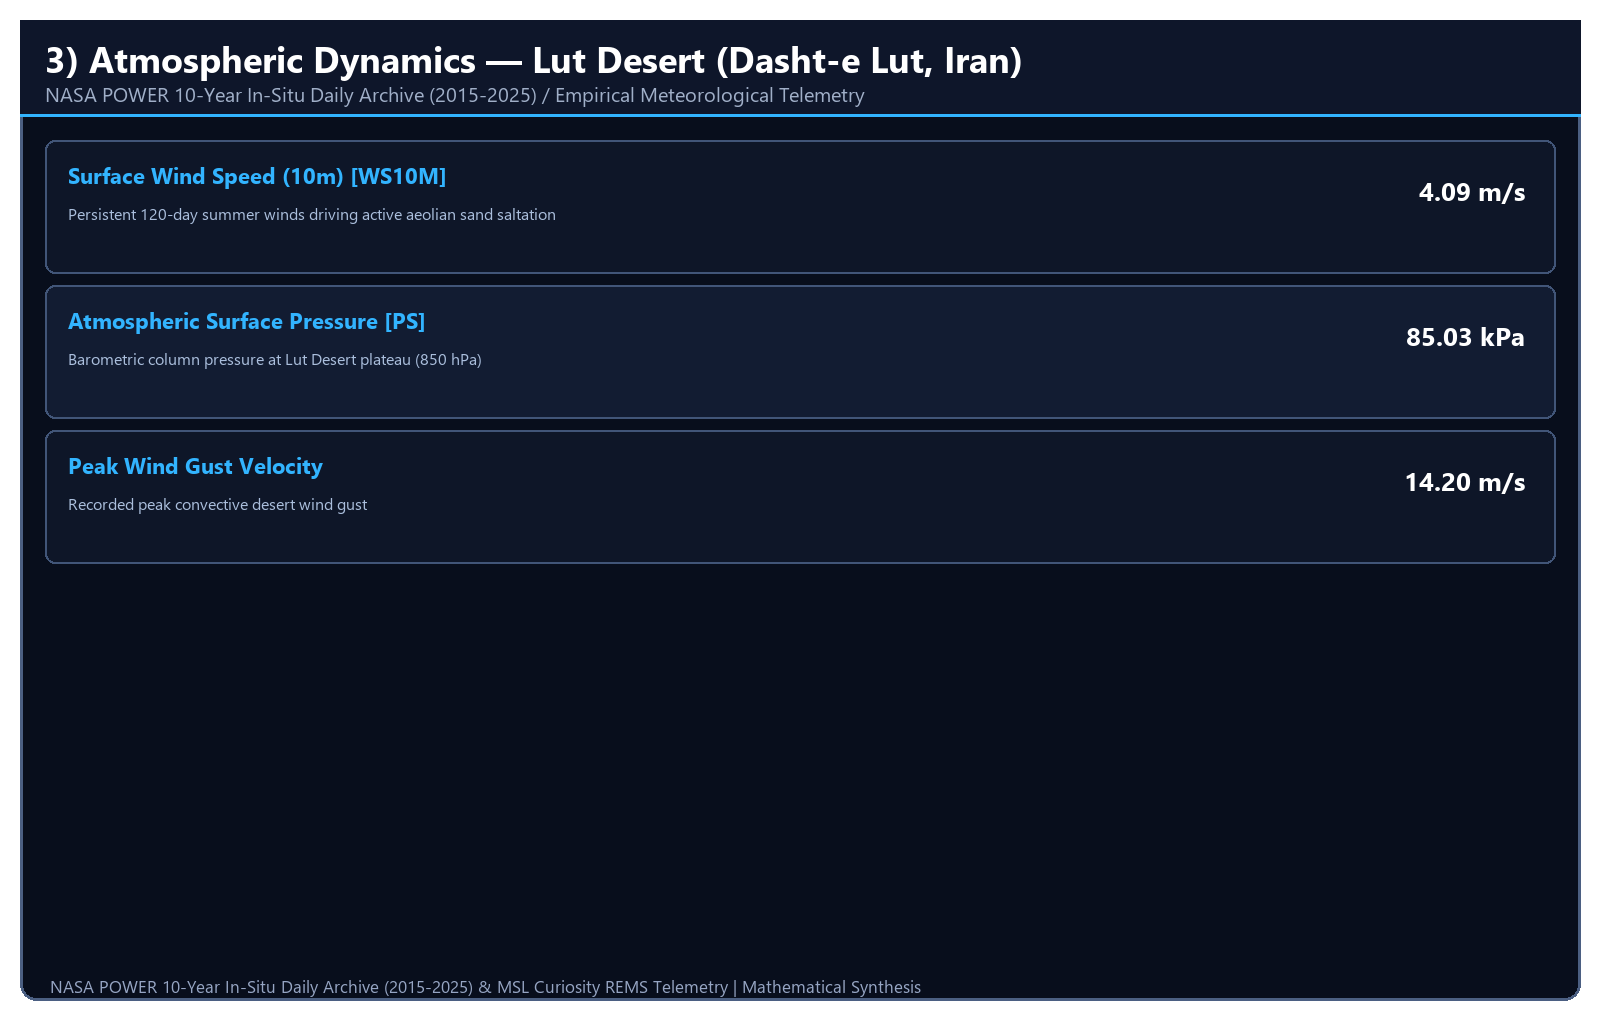 3) Atmospheric Dynamics — Lut Desert (Dasht-e Lut, Iran)
NASA POWER 10-Year In-Situ Daily Archive (2015-2025) / Empirical Meteorological Telemetry
Surface Wind Speed (10m) [WS10M]
4.09 m/s
Persistent 120-day summer winds driving active aeolian sand saltation
Atmospheric Surface Pressure [PS]
85.03 kPa
Barometric column pressure at Lut Desert plateau (850 hPa)
Peak Wind Gust Velocity
14.20 m/s
Recorded peak convective desert wind gust
NASA POWER 10-Year In-Situ Daily Archive (2015-2025) & MSL Curiosity REMS Telemetry | Mathematical Synthesis